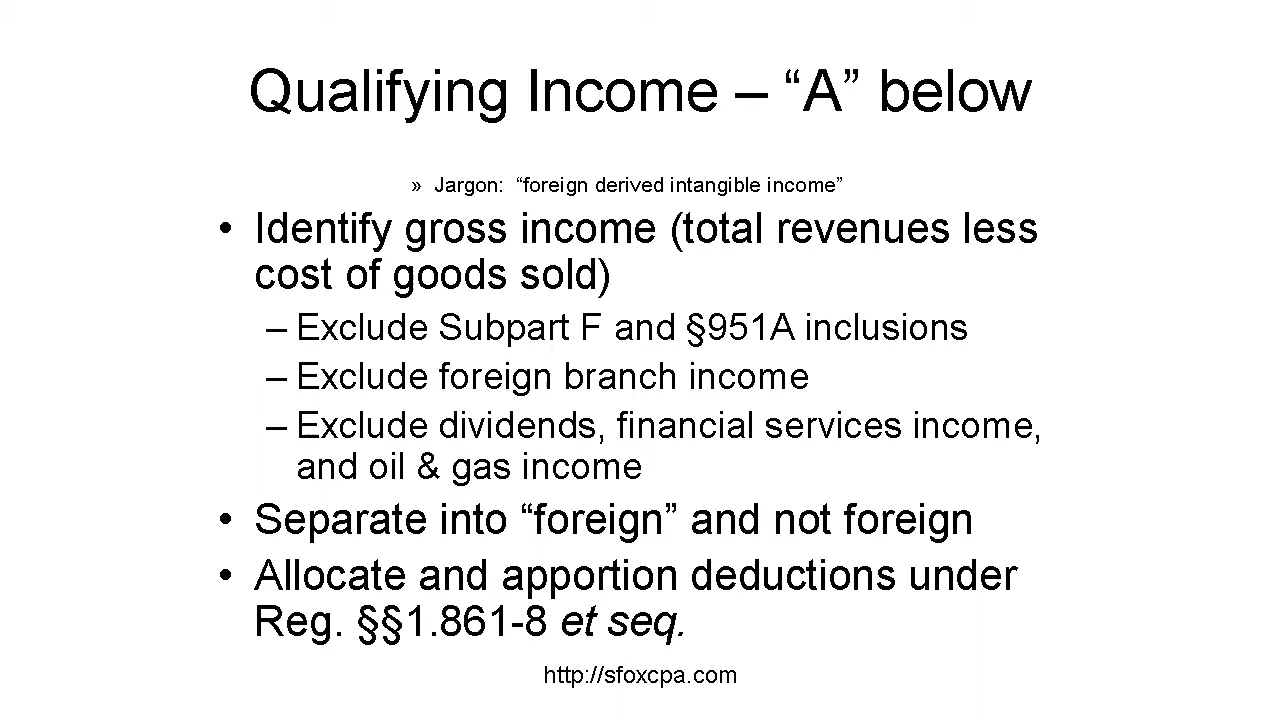 Qualifying Income – “A” below
» Jargon: “foreign derived intangible income”
• Identify gross income (total revenues less
cost of goods sold)
– Exclude Subpart F and §951A inclusions
– Exclude foreign branch income
– Exclude dividends, financial services income,
and oil & gas income
• Separate into “foreign” and not foreign
• Allocate and apportion deductions under
Reg. §§1.861-8 et seq.
http://sfoxcpa.com